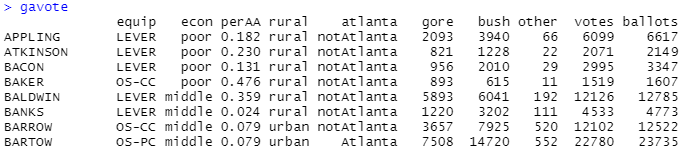 > gavote
equip econ perAA rural atlanta gore bush other votes ballots
APPLING LEVER poor 0.182 rural notAtlanta 2093 3940 66 6099 6617
ATKINSON LEVER poor 0.230 rural notAtlanta 821 1228 22 2071 2149
BACON LEVER poor 0.131 rural notAtlanta 956 2010 29 2995 3347
BAKER OS-CC poor 0.476 rural notAtlanta 893 615 11 1519 1607
BALDWIN LEVER middle 0.359 rural notAtlanta 5893 6041 192 12126 12785
BANKS LEVER middle 0.024 rural notAtlanta 1220 3202 111 4533 4773
BARROW OS-CC middle 0.079 urban notAtlanta 3657 7925 520 12102 12522
BARTOW OS-PC middle 0.079 urban Atlanta 7508 14720 552 22780 23735